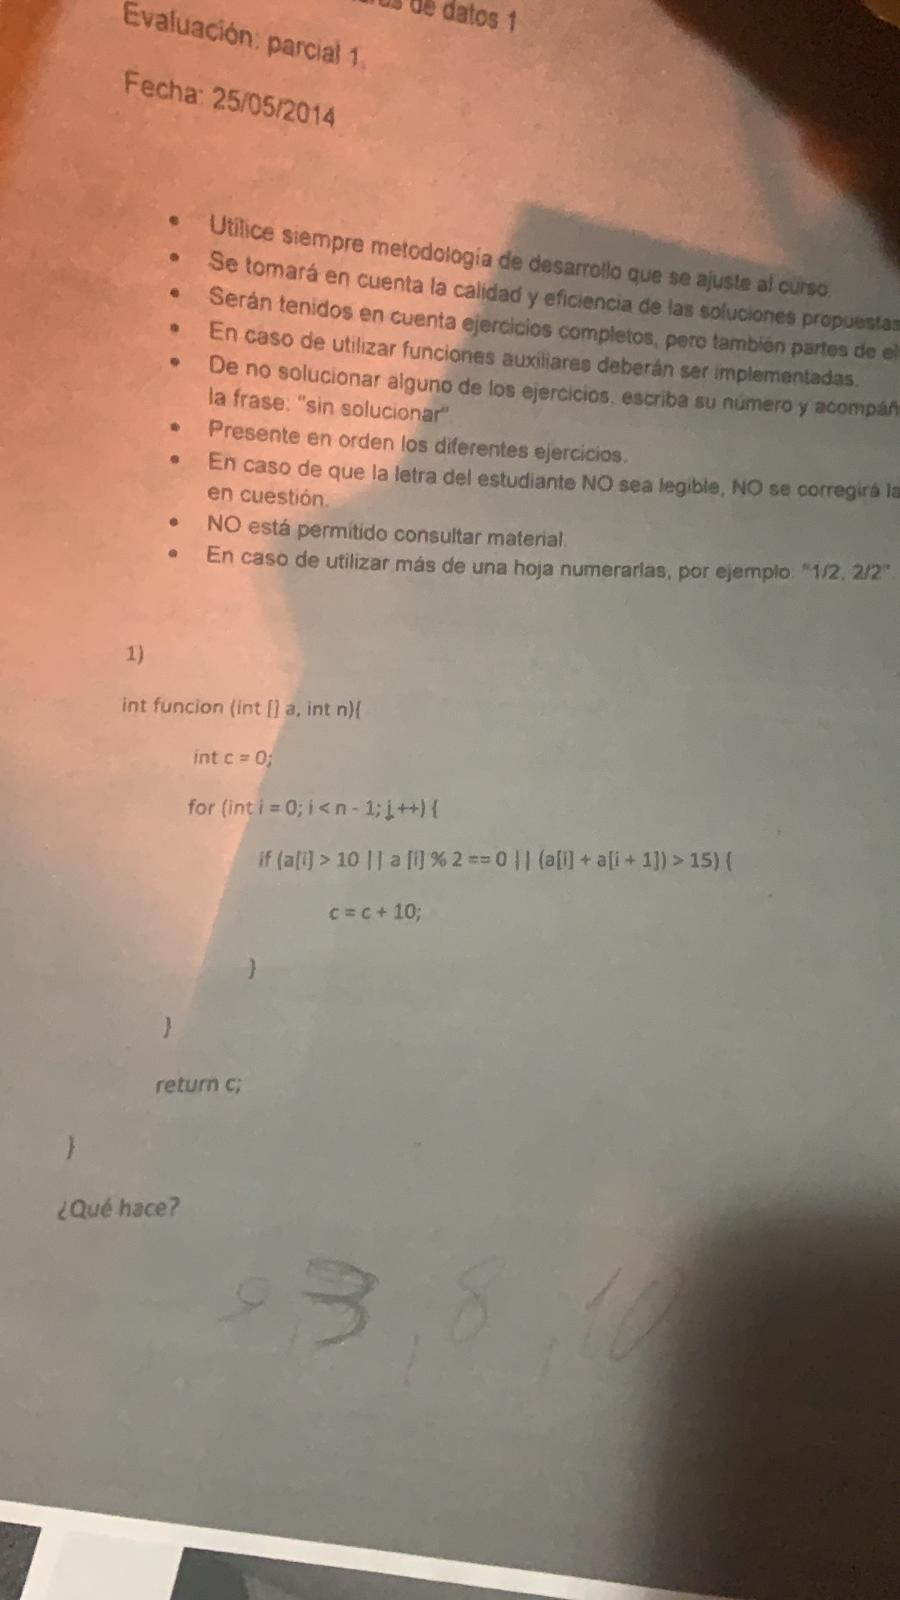 de datos 1
Evaluación: parcial 1.
Fecha: 25/05/2014
• Utilice siempre metodología de desarrollo que se ajuste al curso.
• Se tomará en cuenta la calidad y eficiencia de las soluciones propuestas
• Serán tenidos en cuenta ejercicios completos, pero también partes de el
• En caso de utilizar funciones auxiliares deberán ser implementadas.
• De no solucionar alguno de los ejercicios, escriba su número y acompáñ
la frase: "sin solucionar"
• Presente en orden los diferentes ejercicios.
• En caso de que la letra del estudiante NO sea legible, NO se corregirá la
en cuestión.
• NO está permitido consultar material.
• En caso de utilizar más de una hoja numerarlas, por ejemplo: "1/2, 2/2"
1)
int funcion (int [] a, int n){
int c = 0;
for (int i = 0; i < n - 1; i ++) {
if (a[i] > 10 || a [i] % 2 == 0 || (a[i] + a[i + 1]) > 15) {
c = c + 10;
}
}
return c;
}
¿Qué hace?
3, 8, 10